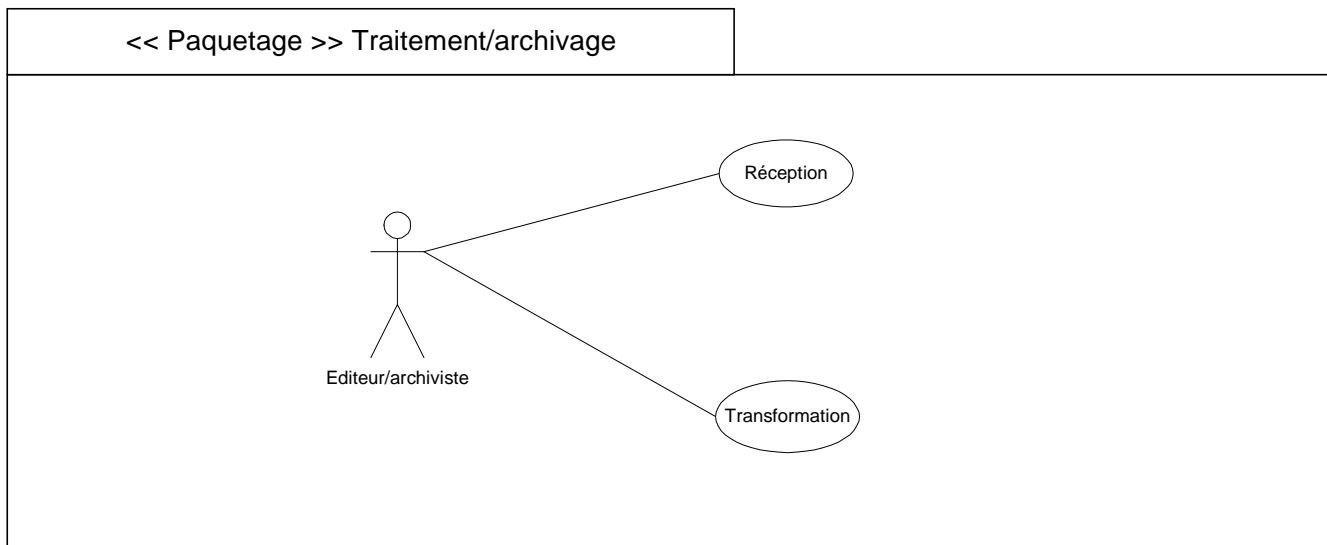 << Paquetage >> Traitement/archivage
Réception
Editeur/archiviste
Transformation